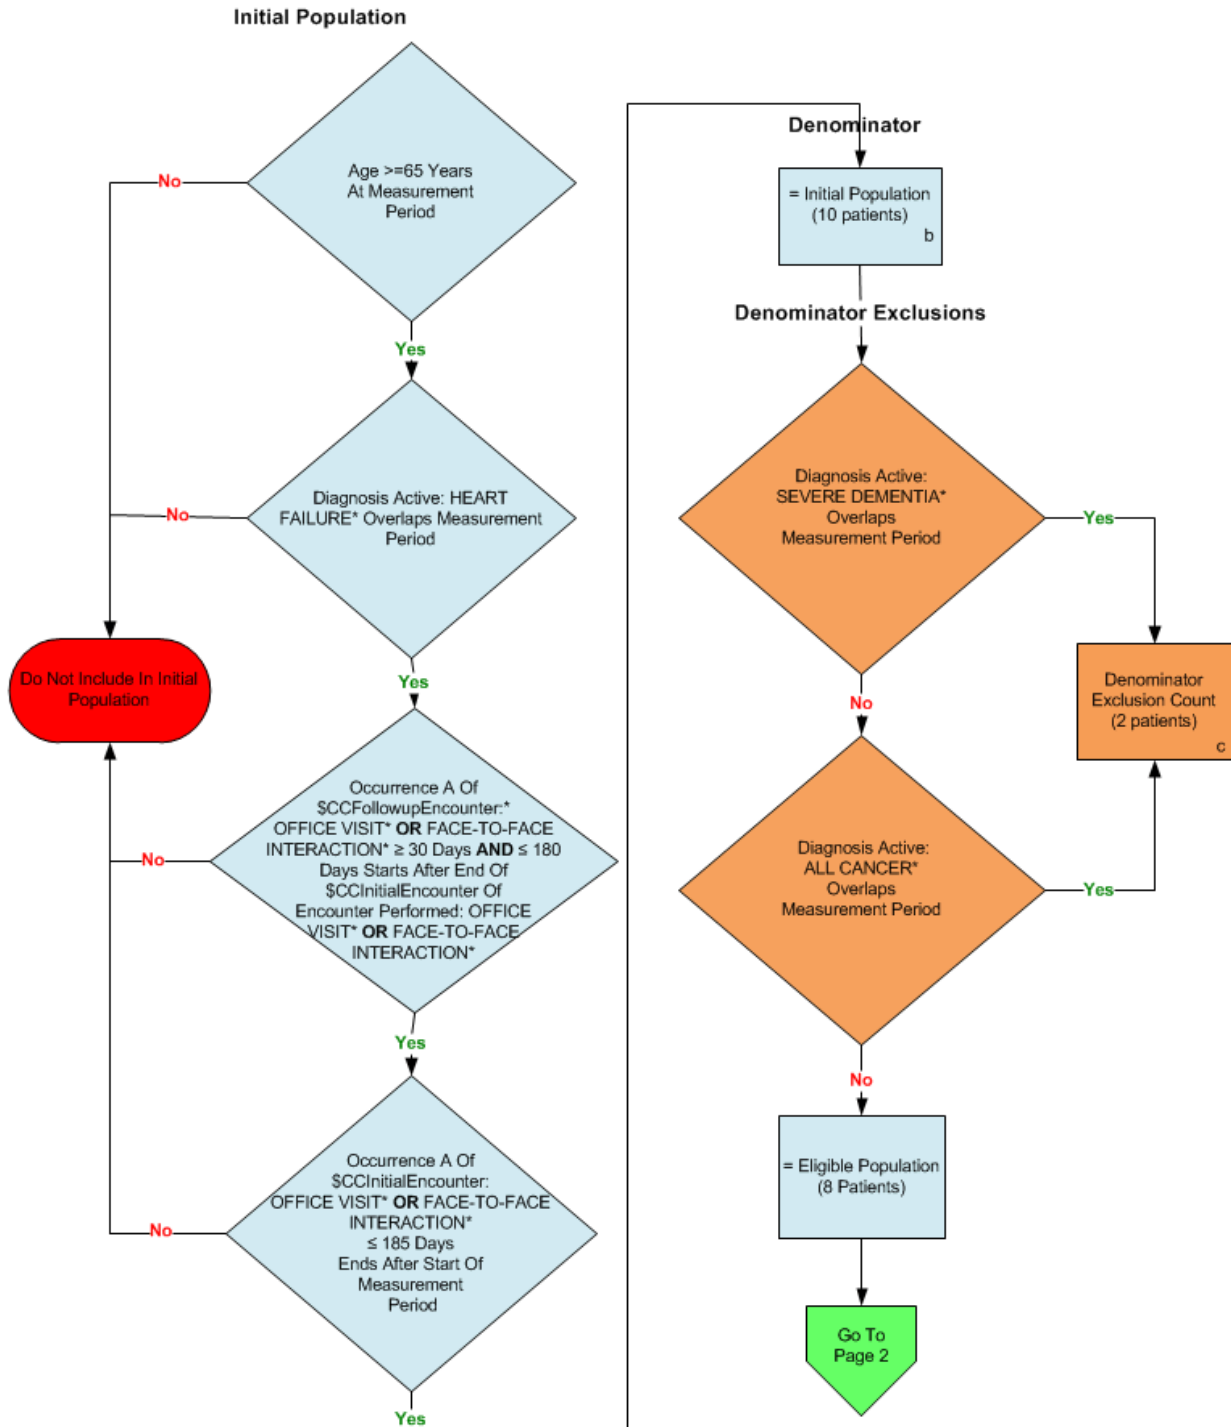 Initial Population
Age >=65 Years
At Measurement
Period
No
Yes
Diagnosis Active: HEART
FAILURE* Overlaps Measurement
Period
No
Yes
Do Not Include In Initial
Population
Occurrence A Of
$CCFollowupEncounter:*
OFFICE VISIT* OR FACE-TO-FACE
INTERACTION* ≥ 30 Days AND ≤ 180
Days Starts After End Of
$CCInitialEncounter Of
Encounter Performed: OFFICE
VISIT* OR FACE-TO-FACE
INTERACTION*
No
Yes
Occurrence A Of
$CCInitialEncounter:
OFFICE VISIT* OR FACE-TO-FACE
INTERACTION*
≤ 185 Days
Ends After Start Of
Measurement
Period
No
Yes
Denominator
= Initial Population
(10 patients)
b
Denominator Exclusions
Diagnosis Active:
SEVERE DEMENTIA*
Overlaps
Measurement Period
Yes
No
Denominator
Exclusion Count
(2 patients)
c
Diagnosis Active:
ALL CANCER*
Overlaps
Measurement Period
Yes
No
= Eligible Population
(8 Patients)
Go To
Page 2